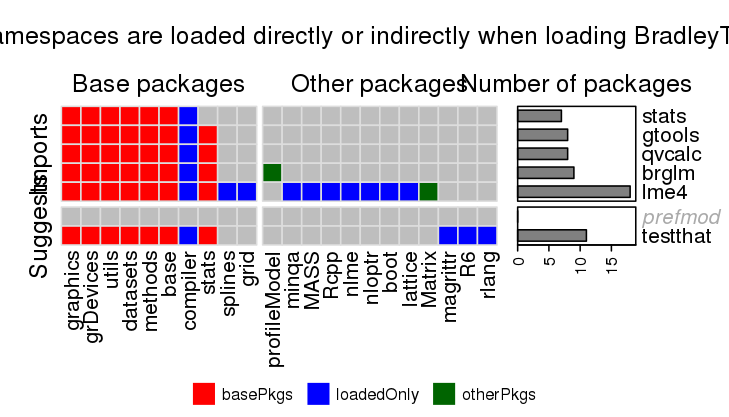 amespaces are loaded directly or indirectly when loading BradleyT
Base packages
Other packages
Number of packages
Imports
Suggests
stats
gtools
qvcalc
brglm
lme4
prefmod
testthat
0 5 10 15
graphics
grDevices
utils
datasets
methods
base
compiler
stats
splines
grid
profileModel
minqa
MASS
Rcpp
nlme
nloptr
boot
lattice
Matrix
magrittr
R6
rlang
basePkgs
loadedOnly
otherPkgs